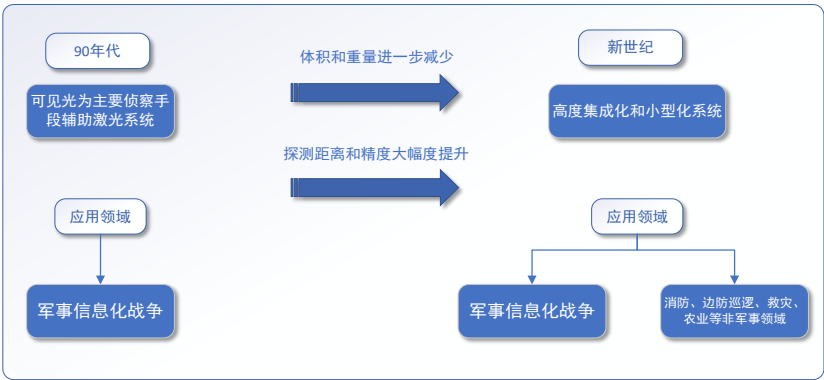 90年代
体积和重量进一步减少
新世纪
可见光为主要侦察手
段辅助激光系统
高度集成化和小型化系统
探测距离和精度大幅度提升
应用领域
应用领域
军事信息化战争
军事信息化战争
消防、边防巡逻、救灾、
农业等非军事领域